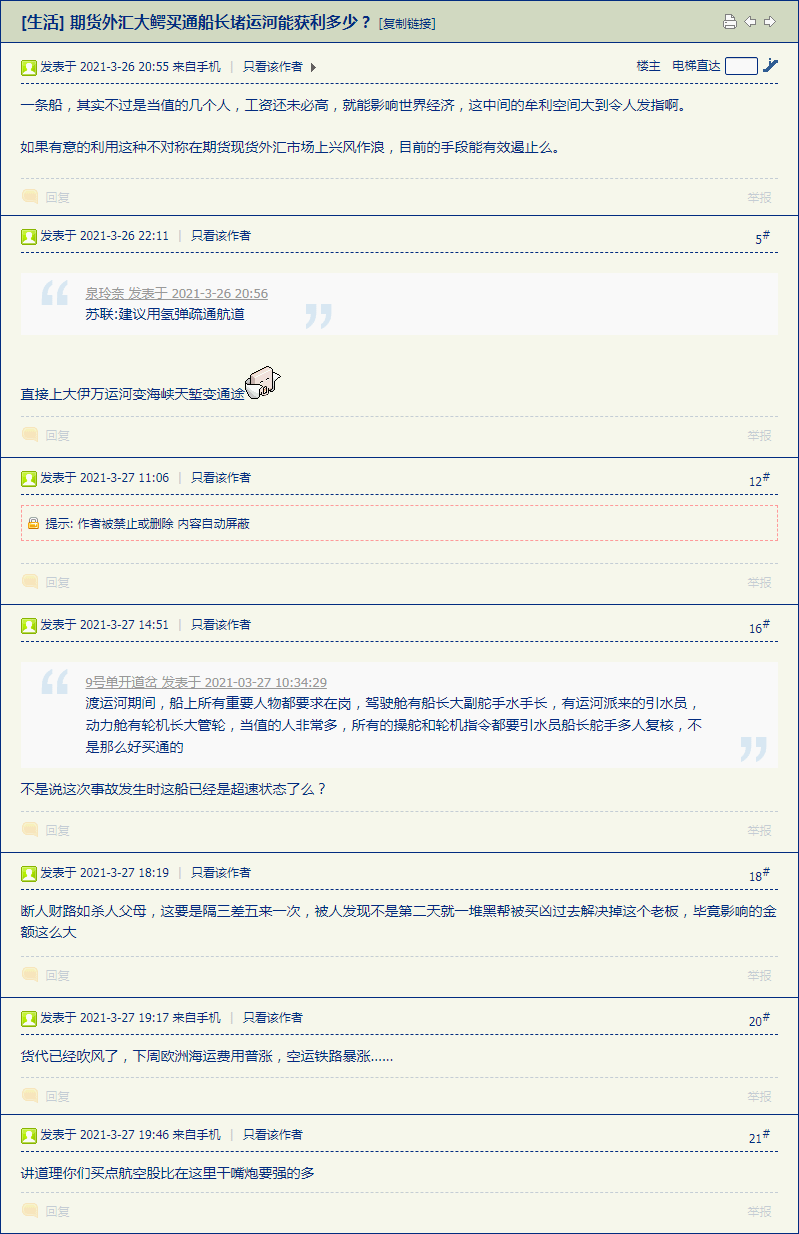 [生活] 期货外汇大鳄买通船长堵运河能获利多少？ [复制链接]
发表于 2021-3-26 20:55 来自手机 | 只看该作者 楼主 电梯直达
一条船，其实不过是当值的几个人，工资还未必高，就能影响世界经济，这中间的牟利空间大到令人发指啊。
如果有意的利用这种不对称在期货现货外汇市场上兴风作浪，目前的手段能有效遏止么。
回复 举报
发表于 2021-3-26 22:11 | 只看该作者 5#
泉玲奈 发表于 2021-3-26 20:56
苏联:建议用氢弹疏通航道
直接上大伊万运河变海峡天堑变通途
回复 举报
发表于 2021-3-27 11:06 | 只看该作者 12#
提示: 作者被禁止或删除 内容自动屏蔽
回复 举报
发表于 2021-3-27 14:51 | 只看该作者 16#
9号单开道岔 发表于 2021-03-27 10:34:29
渡运河期间，船上所有重要人物都要求在岗，驾驶舱有船长大副舵手水手长，有运河派来的引水员，
动力舱有轮机长大管轮，当值的人非常多，所有的操舵和轮机指令都要引水员船长舵手多人复核，不
是那么好买通的
不是说这次事故发生时这船已经是超速状态了么？
回复 举报
发表于 2021-3-27 18:19 | 只看该作者 18#
断人财路如杀人父母，这要是隔三差五来一次，被人发现不是第二天就一堆黑帮被买凶过去解决掉这个老板，毕竟影响的金
额这么大
回复 举报
发表于 2021-3-27 19:17 来自手机 | 只看该作者 20#
货代已经吹风了，下周欧洲海运费用普涨，空运铁路暴涨......
回复 举报
发表于 2021-3-27 19:46 来自手机 | 只看该作者 21#
讲道理你们买点航空股比在这里干嘴炮要强的多
回复 举报